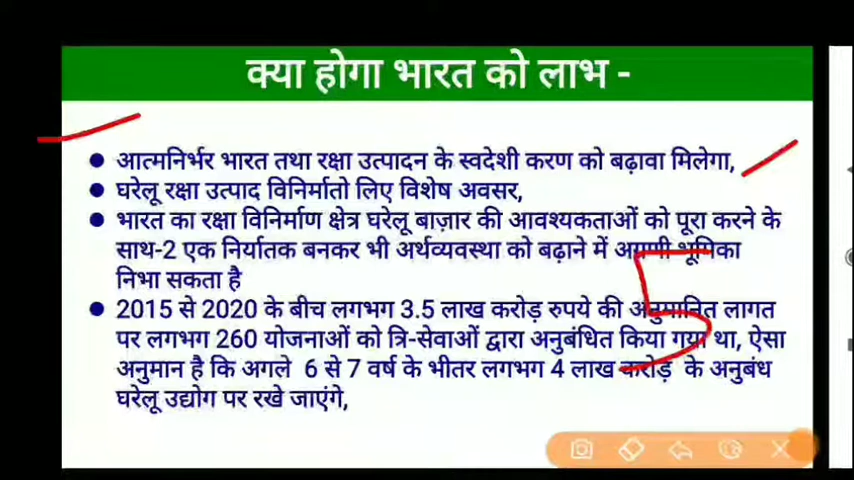 क्या होगा भारत को लाभ -
आत्मनिर्भर भारत तथा रक्षा उत्पादन के स्वदेशी करण को बढ़ावा मिलेगा,
घरेलू रक्षा उत्पाद विनिर्मातो लिए विशेष अवसर,
भारत का रक्षा विनिर्माण क्षेत्र घरेलू बाज़ार की आवश्यकताओं को पूरा करने के
साथ-2 एक निर्यातक बनकर भी अर्थव्यवस्था को बढ़ाने में अग्रणी भूमिका
निभा सकता है
2015 से 2020 के बीच लगभग 3.5 लाख करोड़ रुपये की अनुमानित लागत
पर लगभग 260 योजनाओं को त्रि-सेवाओं द्वारा अनुबंधित किया गया था, ऐसा
अनुमान है कि अगले 6 से 7 वर्ष के भीतर लगभग 4 लाख करोड़ के अनुबंध
घरेलू उद्योग पर रखे जाएंगे,